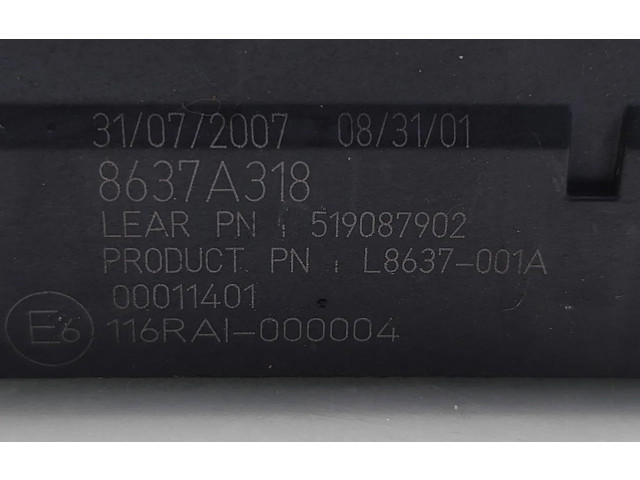 31/07/2007 08/31/01
8637A318
LEAR PN : 519087902
PRODUCT PN : L8637-001A
00011401
E6 116RAI-000004